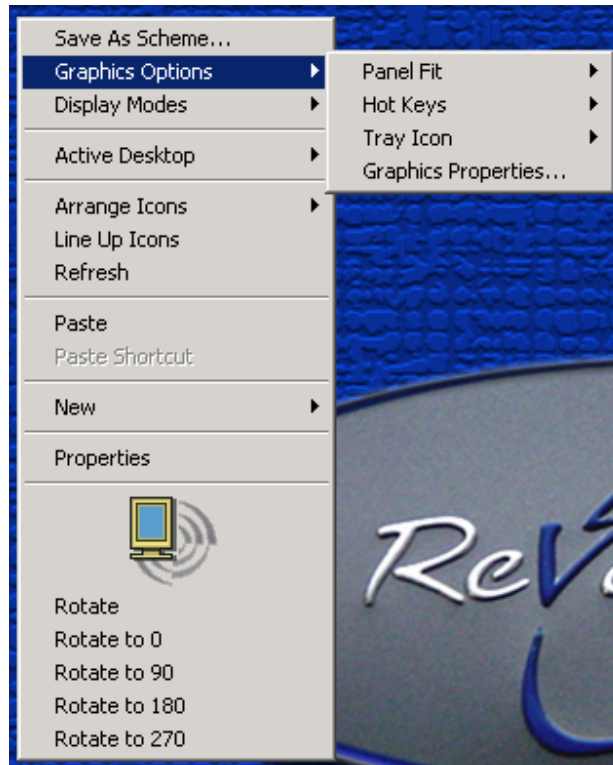 Save As Scheme...
Graphics Options
Display Modes
Active Desktop
Arrange Icons
Line Up Icons
Refresh
Paste
Paste Shortcut
New
Properties
Rotate
Rotate to 0
Rotate to 90
Rotate to 180
Rotate to 270
Panel Fit
Hot Keys
Tray Icon
Graphics Properties...